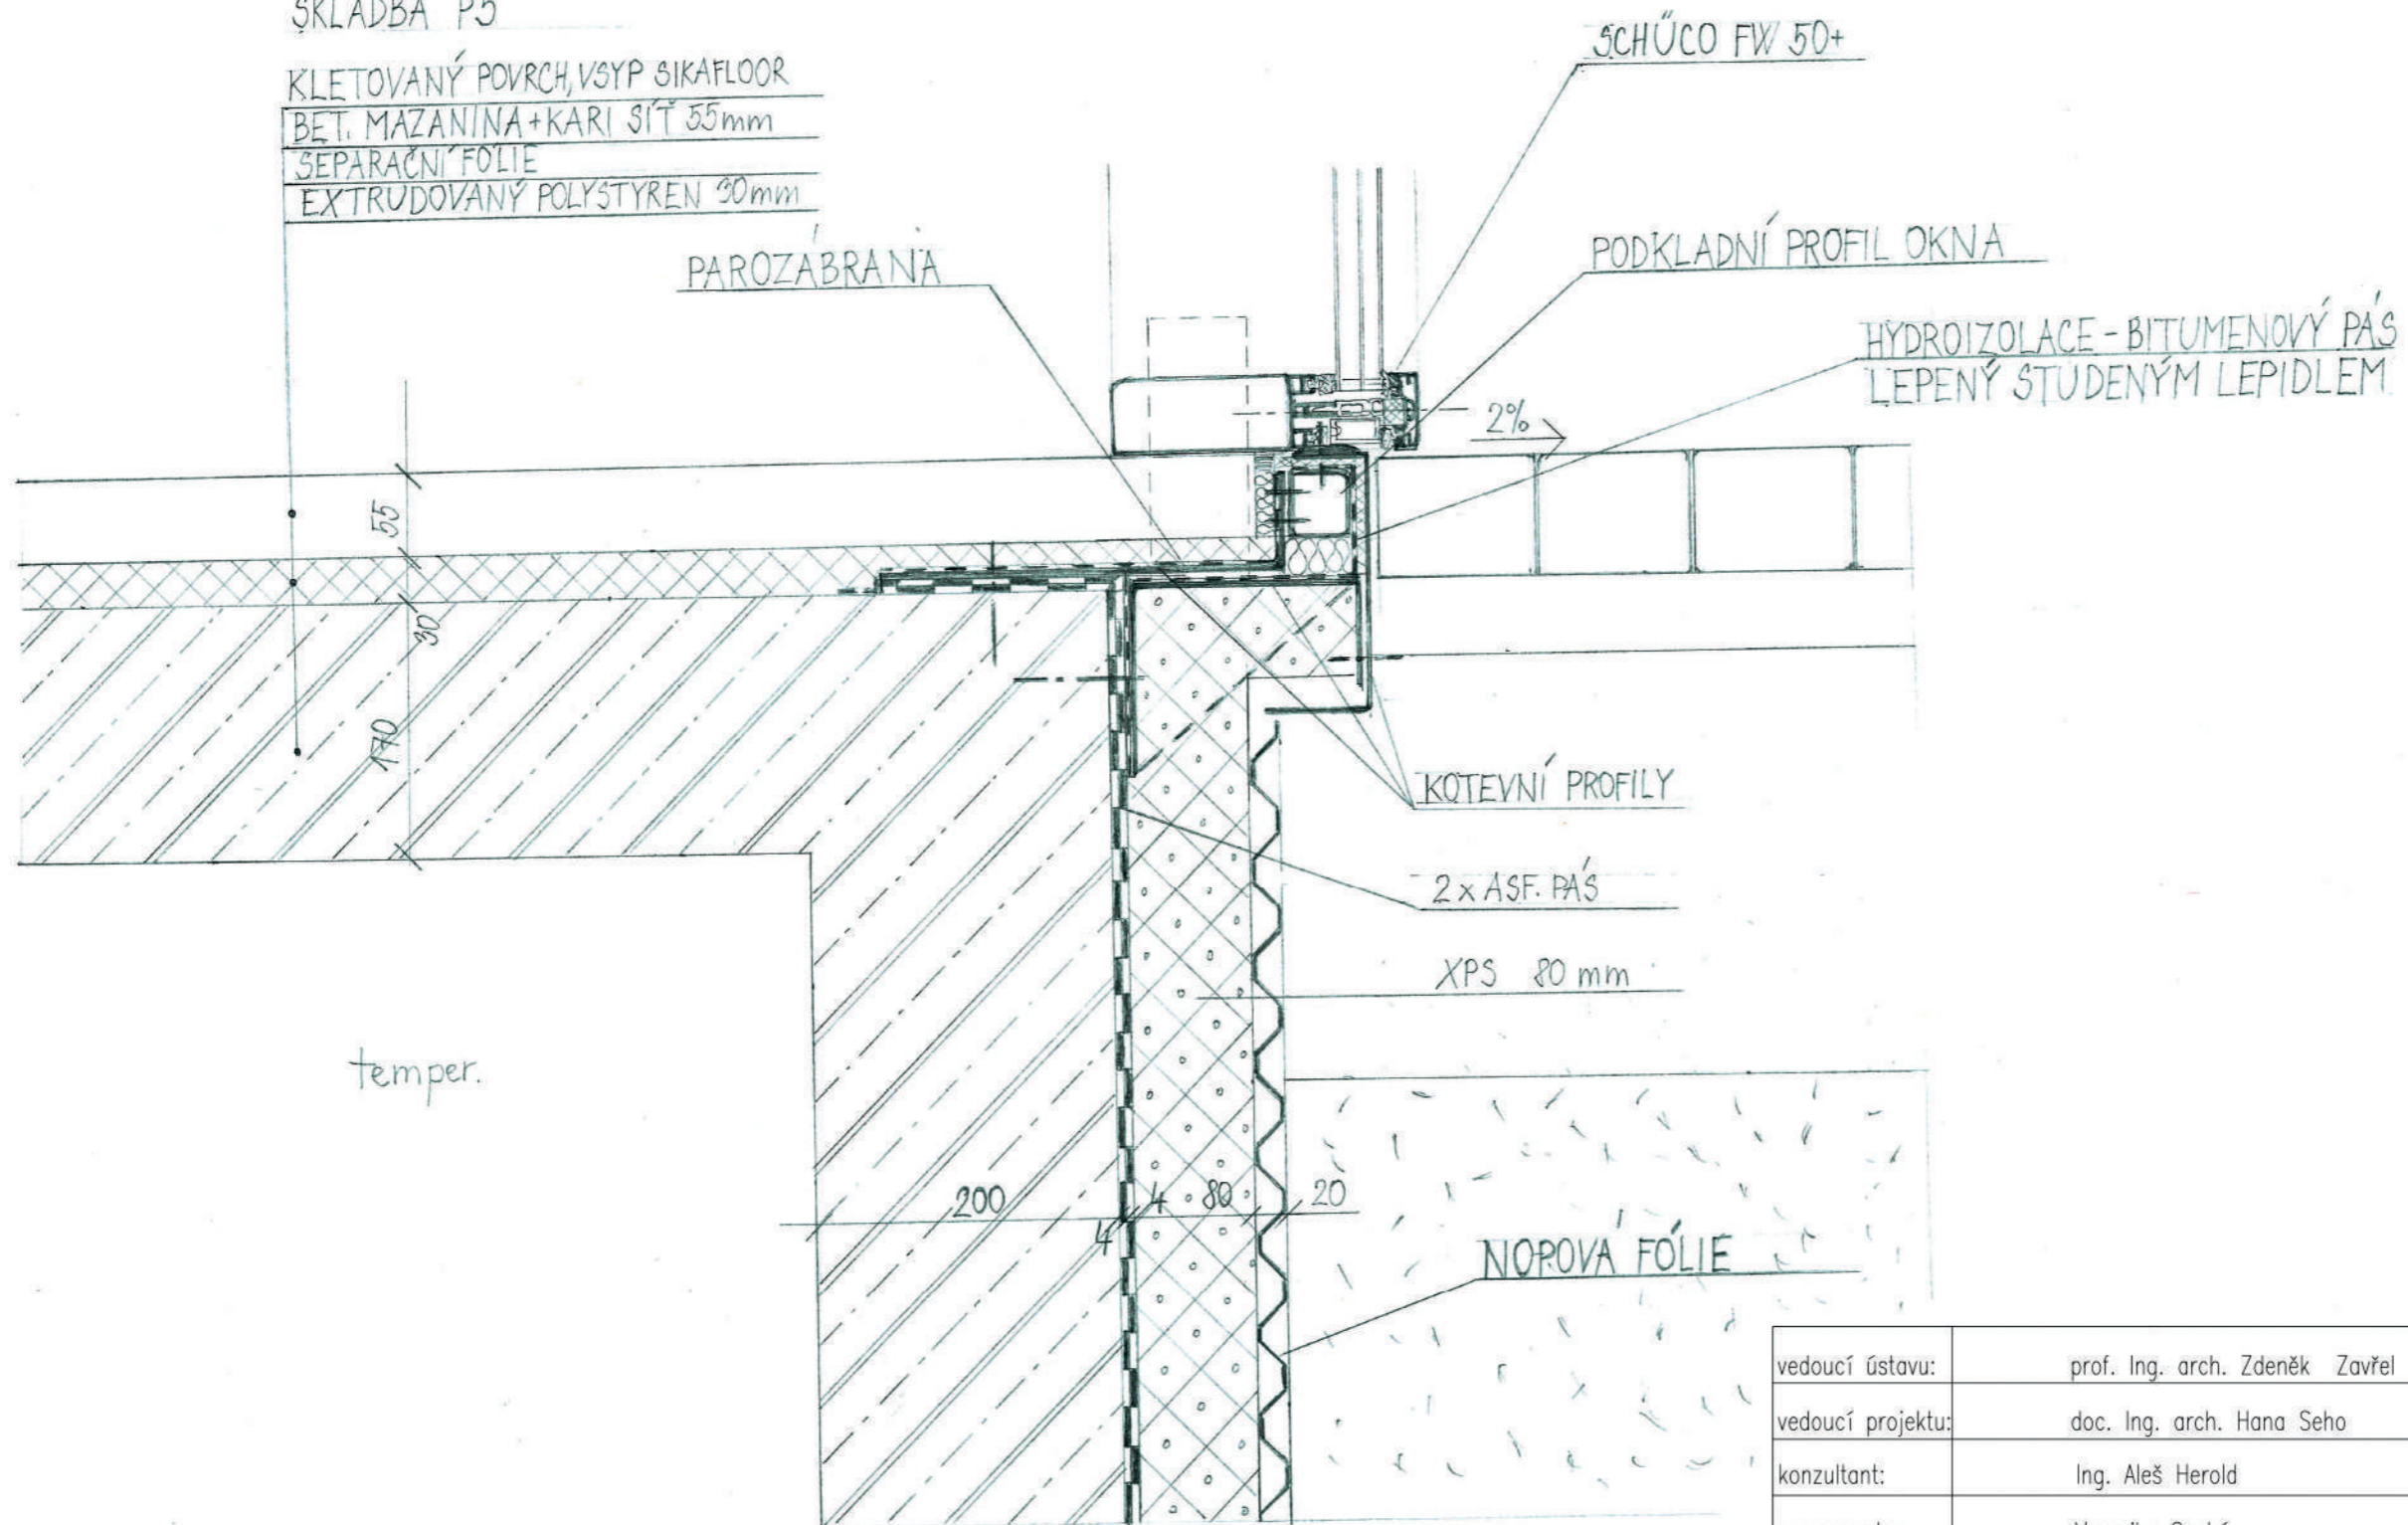 SKLADBA P5
KLETOVANÝ POVRCH, VSYP SIKAFLOOR
BET. MAZANINA+KARI SÍŤ 55mm
SEPARAČNÍ FÓLIE
EXTRUDOVANÝ POLYSTYREN 30mm
SCHÜCO FW 50+
PAROZÁBRANA
PODKLADNÍ PROFIL OKNA
HYDROIZOLACE - BITUMENOVÝ PÁS
LEPENÝ STUDENÝM LEPIDLEM
2%
55
30
170
KOTEVNÍ PROFILY
2 x ASF. PÁS
XPS 80 mm
temper.
200
4
4
80
20
NOPOVÁ FÓLIE
vedoucí ústavu: prof. Ing. arch. Zdeněk Zavřel
vedoucí projektu: doc. Ing. arch. Hana Seho
konzultant: Ing. Aleš Herold